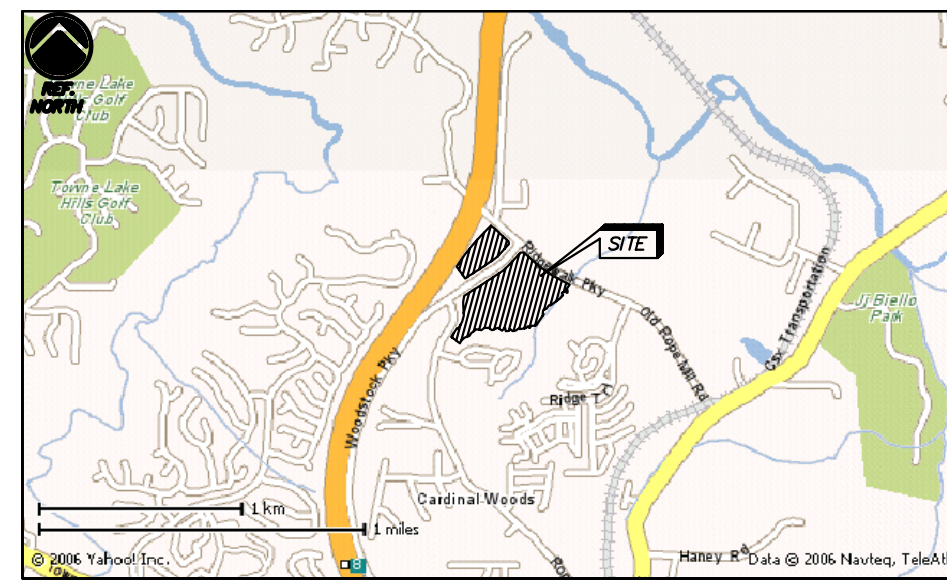 REF.
NORTH
ne Lake
s Golf
Club
Towne Lake
Hills Golf
Club
SITE
Ridgewalk Pky
Old Rope Mill Rd
Csx Transportation
Jj Biello
Park
Woodstock Pky
Ridge T
Cardinal Woods
1 km
1 miles
Haney Rd
8
© 2006 Yahoo! Inc.
Data © 2006 Navteq, TeleAt